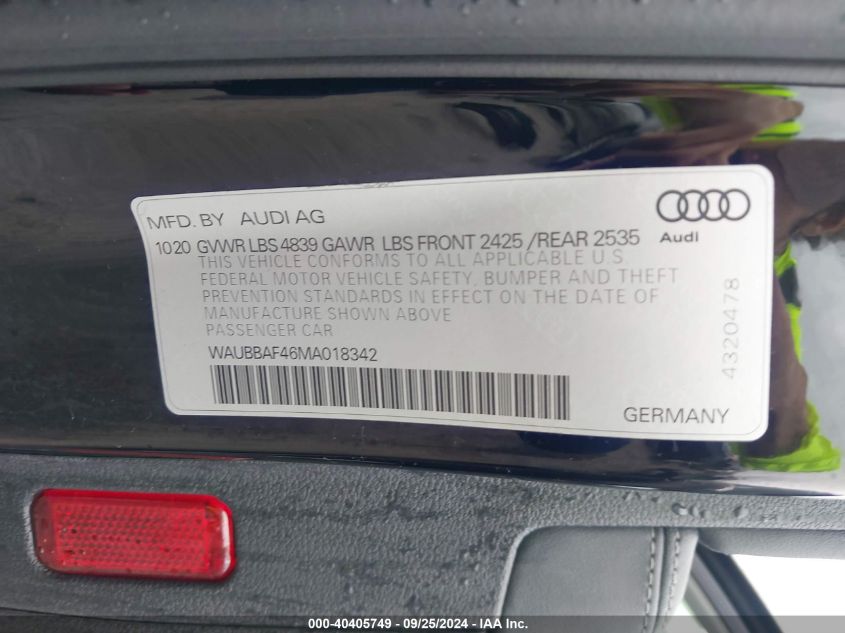 MFD. BY AUDI AG
1020 GVWR LBS 4839 GAWR LBS FRONT 2425 /REAR 2535
THIS VEHICLE CONFORMS TO ALL APPLICABLE U.S.
FEDERAL MOTOR VEHICLE SAFETY, BUMPER AND THEFT
PREVENTION STANDARDS IN EFFECT ON THE DATE OF
MANUFACTURE SHOWN ABOVE
PASSENGER CAR
WAUBBAF46MA018342
Audi
4320478
GERMANY
000-40405749 - 09/25/2024 - IAA Inc.